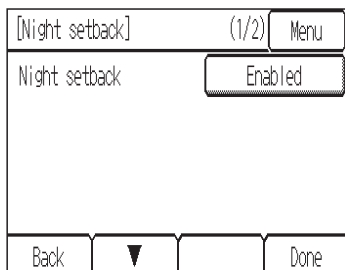 [Night setback] (1/2) Menu
Night setback Enabled
Back ▼ Done